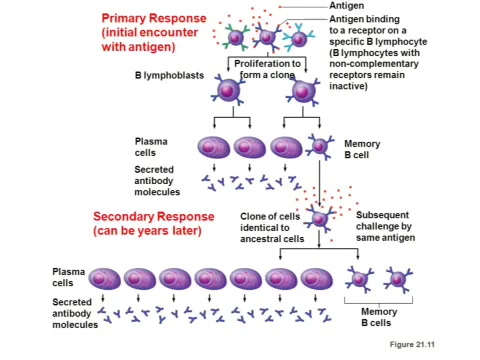 Primary Response
(initial encounter
with antigen)
Antigen
Antigen binding
to a receptor on a
specific B lymphocyte
(B lymphocytes with
non-complementary
receptors remain
inactive)
Proliferation to
form a clone
B lymphoblasts
Plasma
cells
Secreted
antibody
molecules
Memory
B cell
Secondary Response
(can be years later)
Clone of cells
identical to
ancestral cells
Subsequent
challenge by
same antigen
Plasma
cells
Secreted
antibody
molecules
Memory
B cells
Figure 21.11